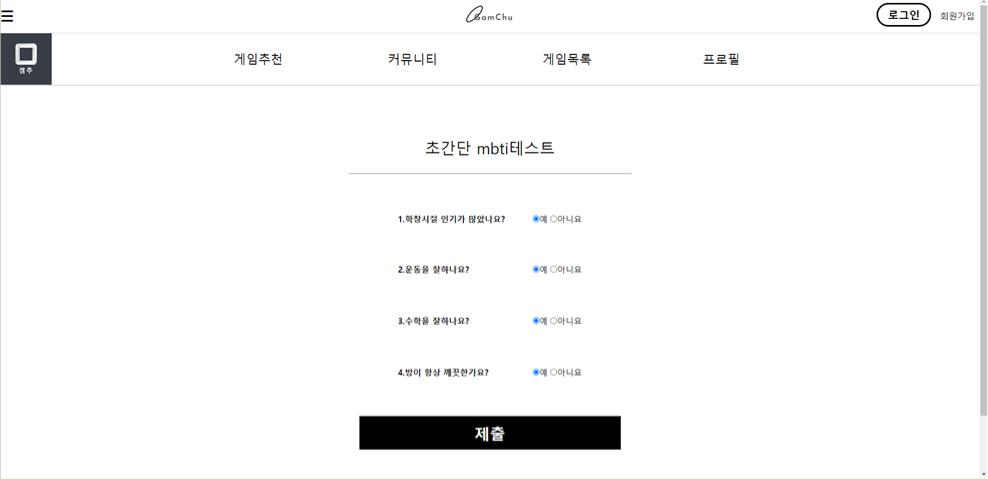 GamChu
로그인 회원가입
겜추
게임추천 커뮤니티 게임목록 프로필
초간단 mbti테스트
1.학창시절 인기가 많았나요? 예 아니요
2.운동을 잘하나요? 예 아니요
3.수학을 잘하나요? 예 아니요
4.방이 항상 깨끗한가요? 예 아니요
제출